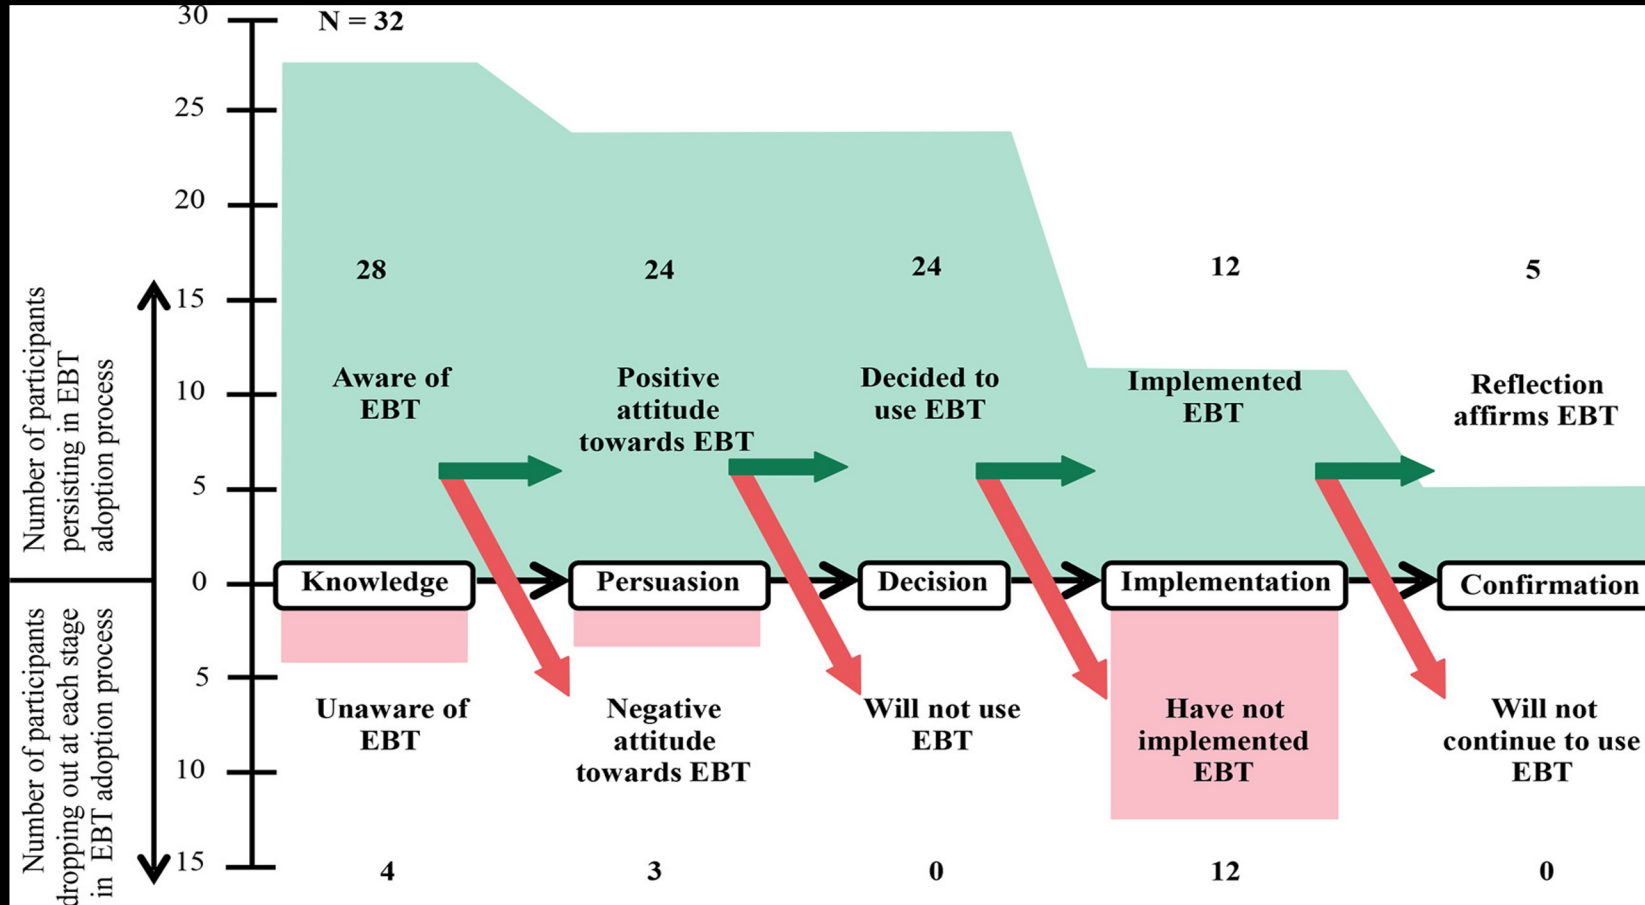 30
N = 32
25
20
15
10
5
0
5
10
15
Number of participants
persisting in EBT
adoption process
Number of participants
dropping out at each stage
in EBT adoption process
28
24
24
12
5
Aware of
EBT
Positive
attitude
towards EBT
Decided to
use EBT
Implemented
EBT
Reflection
affirms EBT
Knowledge
Persuasion
Decision
Implementation
Confirmation
Unaware of
EBT
Negative
attitude
towards EBT
Will not use
EBT
Have not
implemented
EBT
Will not
continue to use
EBT
4
3
0
12
0